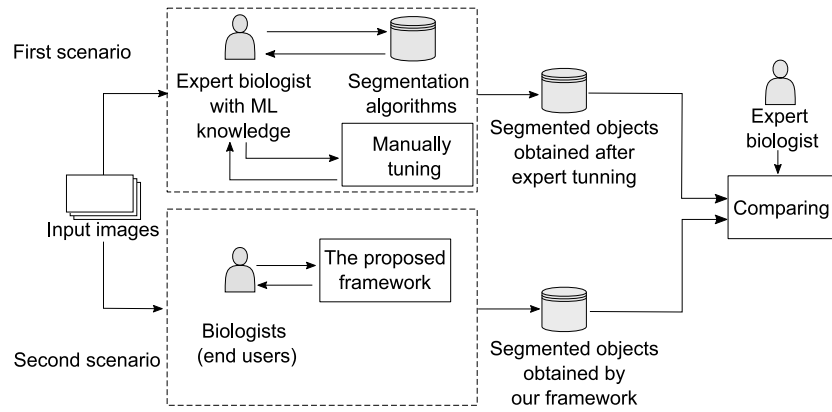 First scenario
Expert biologist
with ML
knowledge
Segmentation
algorithms
Manually
tuning
Segmented objects
obtained after
expert tunning
Expert
biologist
Comparing
Input images
The proposed
framework
Biologists
(end users)
Second scenario
Segmented objects
obtained by
our framework